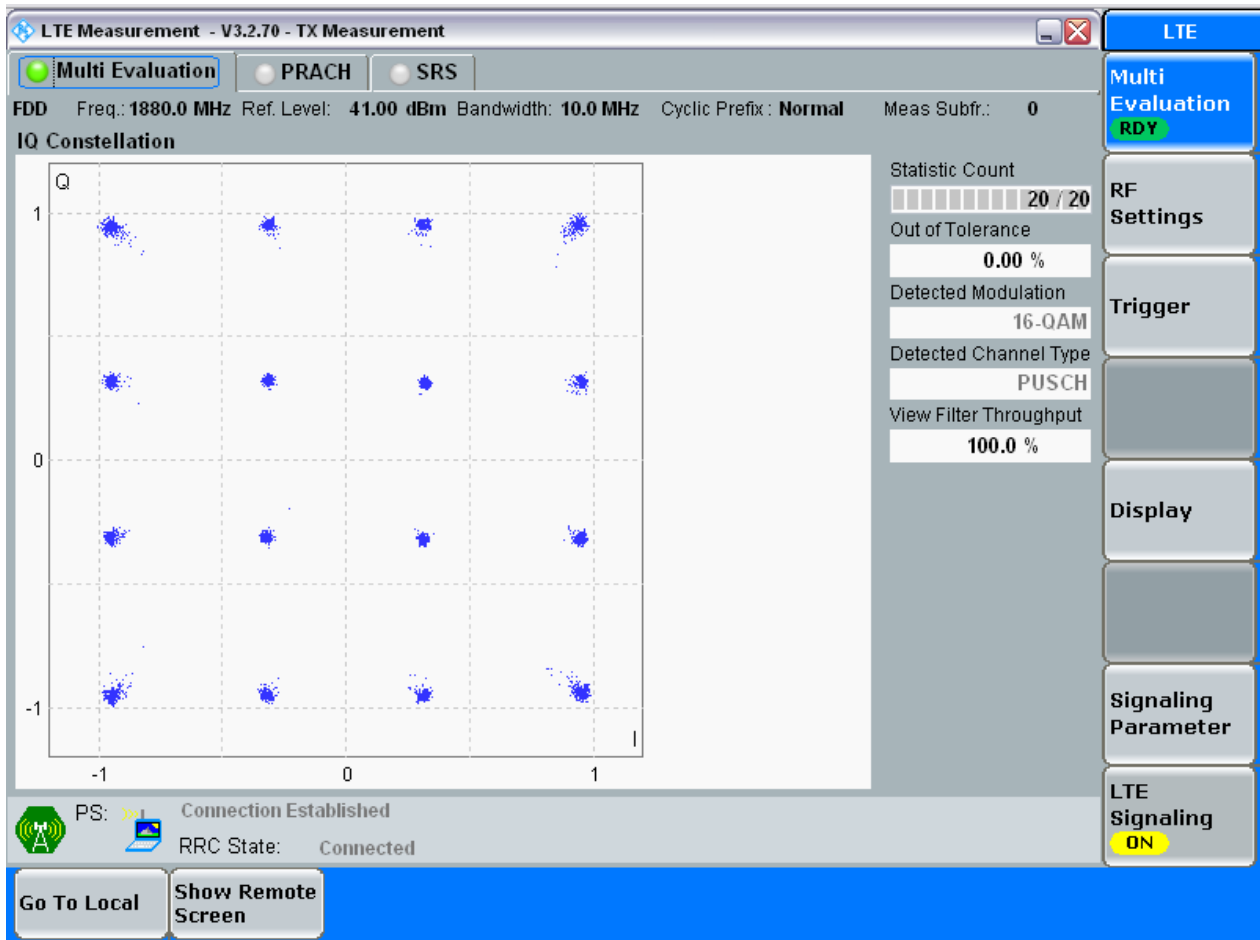 LTE Measurement - V3.2.70 - TX Measurement
LTE
Multi Evaluation PRACH SRS
FDD Freq.: 1880.0 MHz Ref. Level: 41.00 dBm Bandwidth: 10.0 MHz Cyclic Prefix : Normal Meas Subfr.: 0
IQ Constellation
Q
1
0
-1
I
-1 0 1
Statistic Count
20 / 20
Out of Tolerance
0.00 %
Detected Modulation
16-QAM
Detected Channel Type
PUSCH
View Filter Throughput
100.0 %
Multi
Evaluation
RDY
RF
Settings
Trigger
Display
Signaling
Parameter
LTE
Signaling
ON
PS: Connection Established
RRC State: Connected
Go To Local
Show Remote
Screen